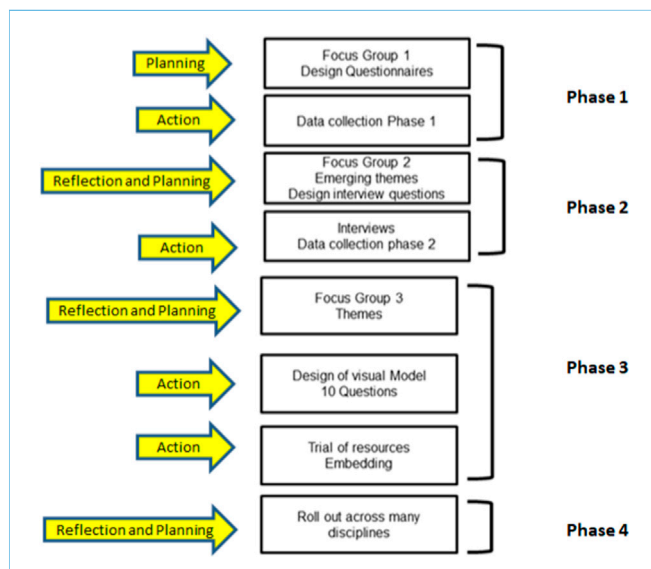 Planning
Focus Group 1
Design Questionnaires
Phase 1
Action
Data collection Phase 1
Reflection and Planning
Focus Group 2
Emerging themes
Design interview questions
Phase 2
Action
Interviews
Data collection phase 2
Reflection and Planning
Focus Group 3
Themes
Phase 3
Action
Design of visual Model
10 Questions
Action
Trial of resources
Embedding
Reflection and Planning
Roll out across many
disciplines
Phase 4